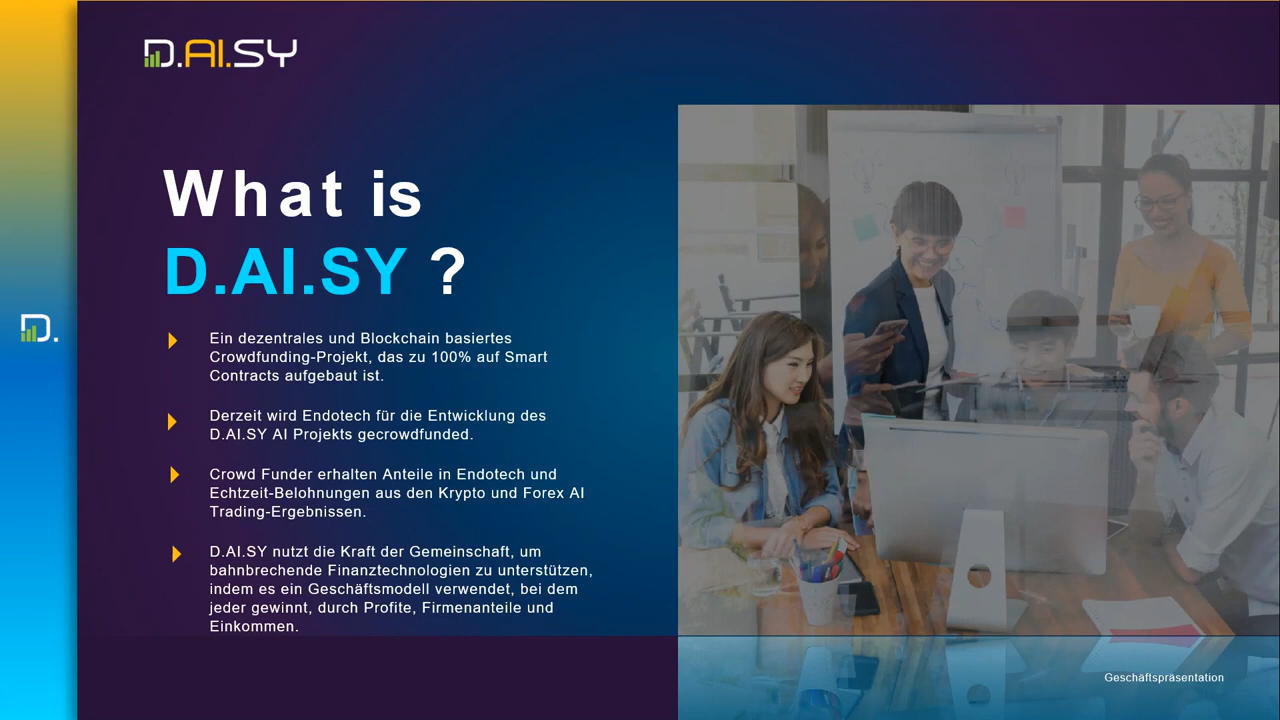 D.AI.SY
What is
D.AI.SY ?
D.
Ein dezentrales und Blockchain basiertes
Crowdfunding-Projekt, das zu 100% auf Smart
Contracts aufgebaut ist.
Derzeit wird Endotech für die Entwicklung des
D.AI.SY AI Projekts gecrowdfunded.
Crowd Funder erhalten Anteile in Endotech und
Echtzeit-Belohnungen aus den Krypto und Forex AI
Trading-Ergebnissen.
D.AI.SY nutzt die Kraft der Gemeinschaft, um
bahnbrechende Finanztechnologien zu unterstützen,
indem es ein Geschäftsmodell verwendet, bei dem
jeder gewinnt, durch Profite, Firmenanteile und
Einkommen.
Geschäftspräsentation